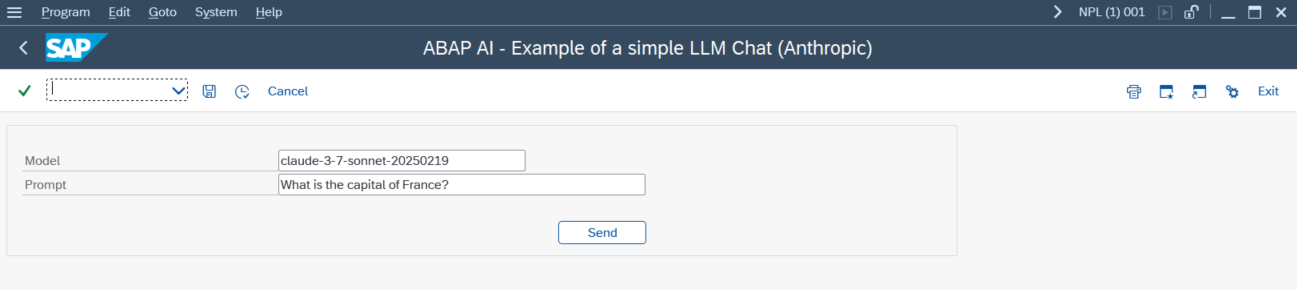 Program Edit Goto System Help NPL (1) 001
SAP ABAP AI - Example of a simple LLM Chat (Anthropic)
Cancel Exit
Model claude-3-7-sonnet-20250219
Prompt What is the capital of France?
Send